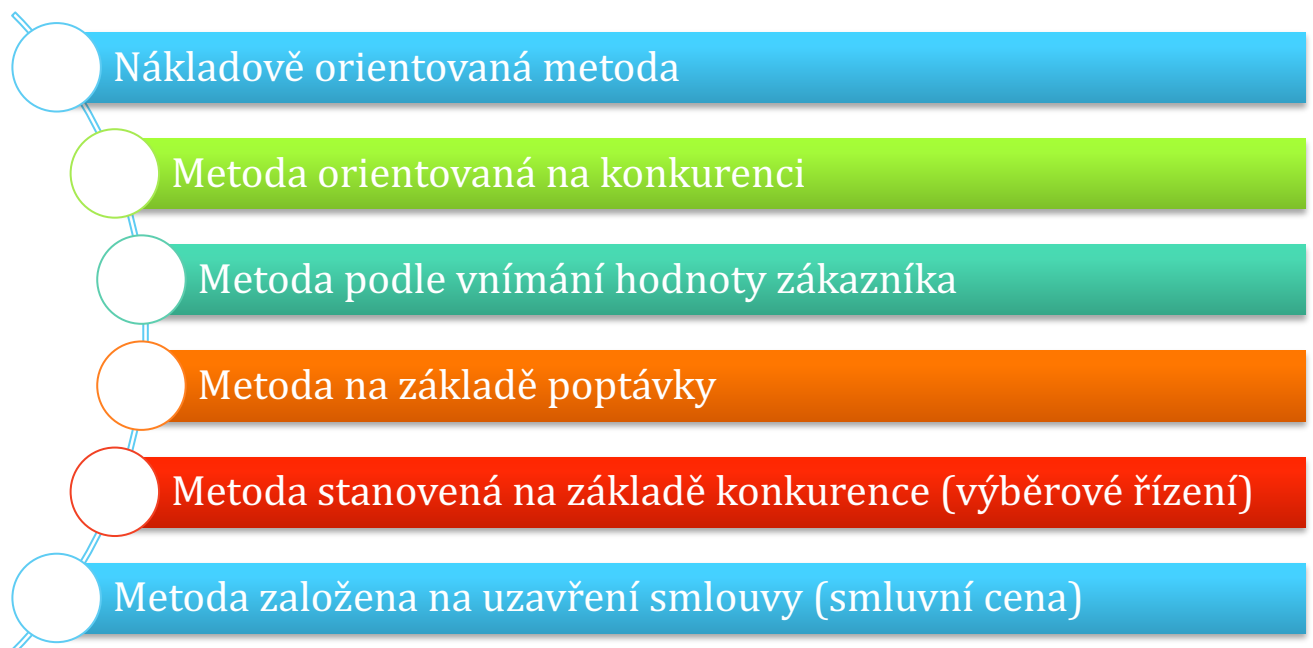 Nákladově orientovaná metoda
Metoda orientovaná na konkurenci
Metoda podle vnímání hodnoty zákazníka
Metoda na základě poptávky
Metoda stanovená na základě konkurence (výběrové řízení)
Metoda založena na uzavření smlouvy (smluvní cena)